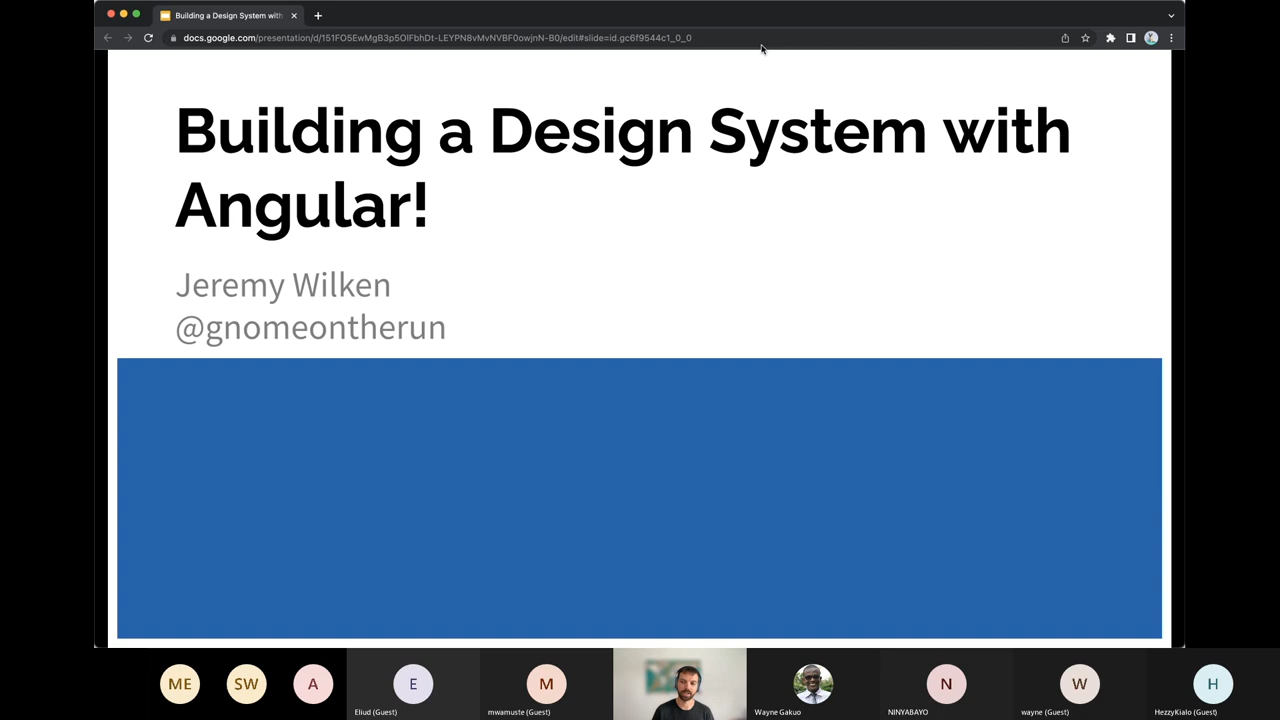 Building a Design System with
docs.google.com/presentation/d/151FO5EwMgB3p5OlFbhDt-LEYPN8vMvNVBF0owjnN-B0/edit#slide=id.gc6f9544c1_0_0
Building a Design System with
Angular!
Jeremy Wilken
@gnomeontherun
ME
SW
A
E
M
N
W
H
Eliud (Guest)
mwamuste (Guest)
Wayne Gakuo
NINYABAYO
wayne (Guest)
HezzyKialo (Guest)